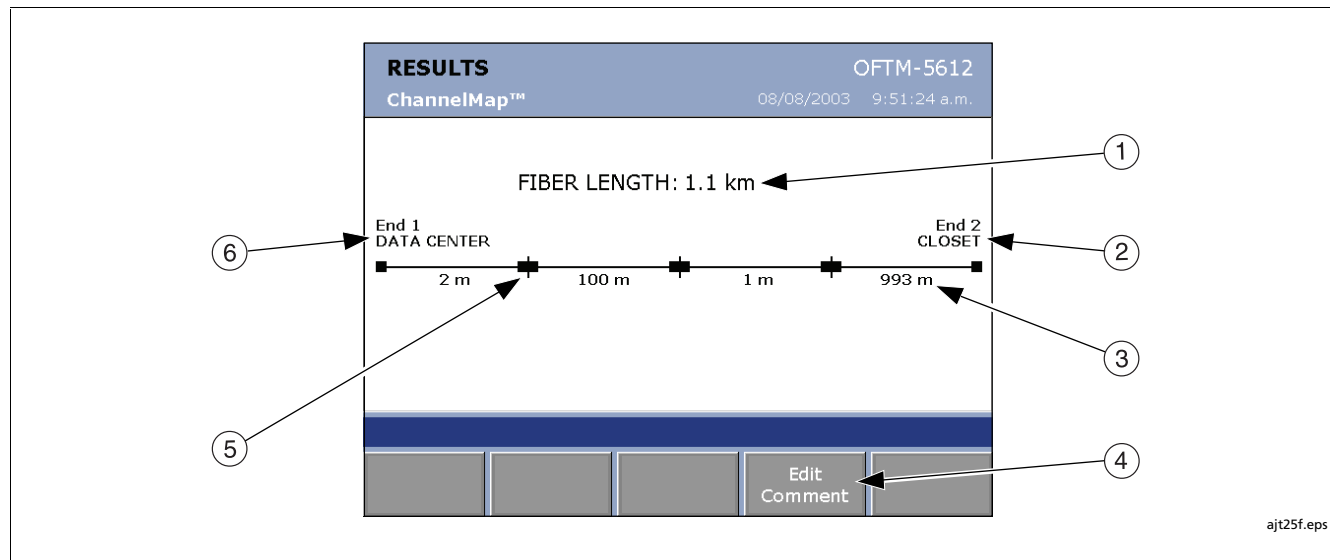 RESULTS
OFTM-5612
ChannelMap™
08/08/2003 9:51:24 a.m.
FIBER LENGTH: 1.1 km
1
End 1
DATA CENTER
End 2
CLOSET
6
2
2 m
100 m
1 m
993 m
3
5
Edit
Comment
4
ajt25f.eps